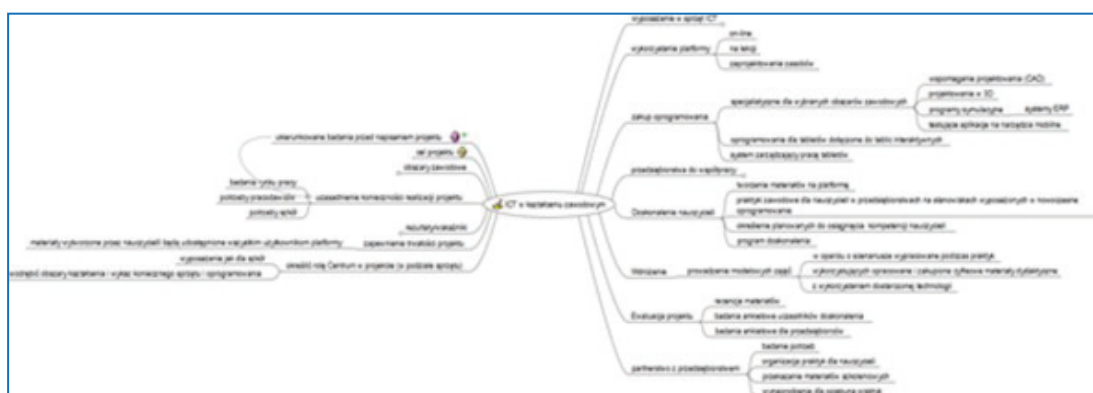 ukierunkowane badania przed napisaniem projektu
cel projektu
obszary zawodowe
badania rynku pracy
potrzeby pracodawców
potrzeby szkół
uzasadnienie konieczności realizacji projektu
rezultaty/wskaźniki
materiały wytworzone przez nauczycieli będą udostępnione wszystkim użytkownikom platformy
zapewnienie trwałości projektu
wyposażenie jak dla szkół
obszary kształcenia i wykaz koniecznego sprzętu i oprogramowania
określić rolę Centrum w projekcie (w podziale sprzętu)
ICT w kształceniu zawodowym
wyposażenie w sprzęt ICT
wykorzystanie platformy
on-line
na lekcji
zaprojektowanie zasobów
zakup oprogramowania
specjalistyczne dla wybranych obszarów zawodowych
wspomagania projektowania (CAD)
projektowanie w 3D
programy symulacyjne
systemy ERP
testujące aplikacje na narzędzia mobilne
oprogramowanie dla tabletów dołączone do tablic interaktywnych
system zarządzający pracą tabletów
przedsiębiorstwa do współpracy
Doskonalenie nauczycieli
tworzenie materiałów na platformę
praktyki zawodowe dla nauczycieli w przedsiębiorstwach na stanowiskach wyposażonych w nowoczesne
oprogramowanie
określenie planowanych do osiągnięcia kompetencji nauczycieli
program doskonalenia
Wdrożenie
prowadzenie modelowych zajęć
w oparciu o scenariusze wypracowane podczas praktyk
wykorzystujących opracowane i zakupione cyfrowe materiały dydaktyczne
z wykorzystaniem dostarczonej technologii
Ewaluacja projektu
recenzja materiałów
badania ankietowe uczestników doskonalenia
badania ankietowe dla przedsiębiorców
partnerstwo z przedsiębiorstwem
badanie potrzeb
organizacja praktyk dla nauczycieli
przekazanie materiałów szkoleniowych